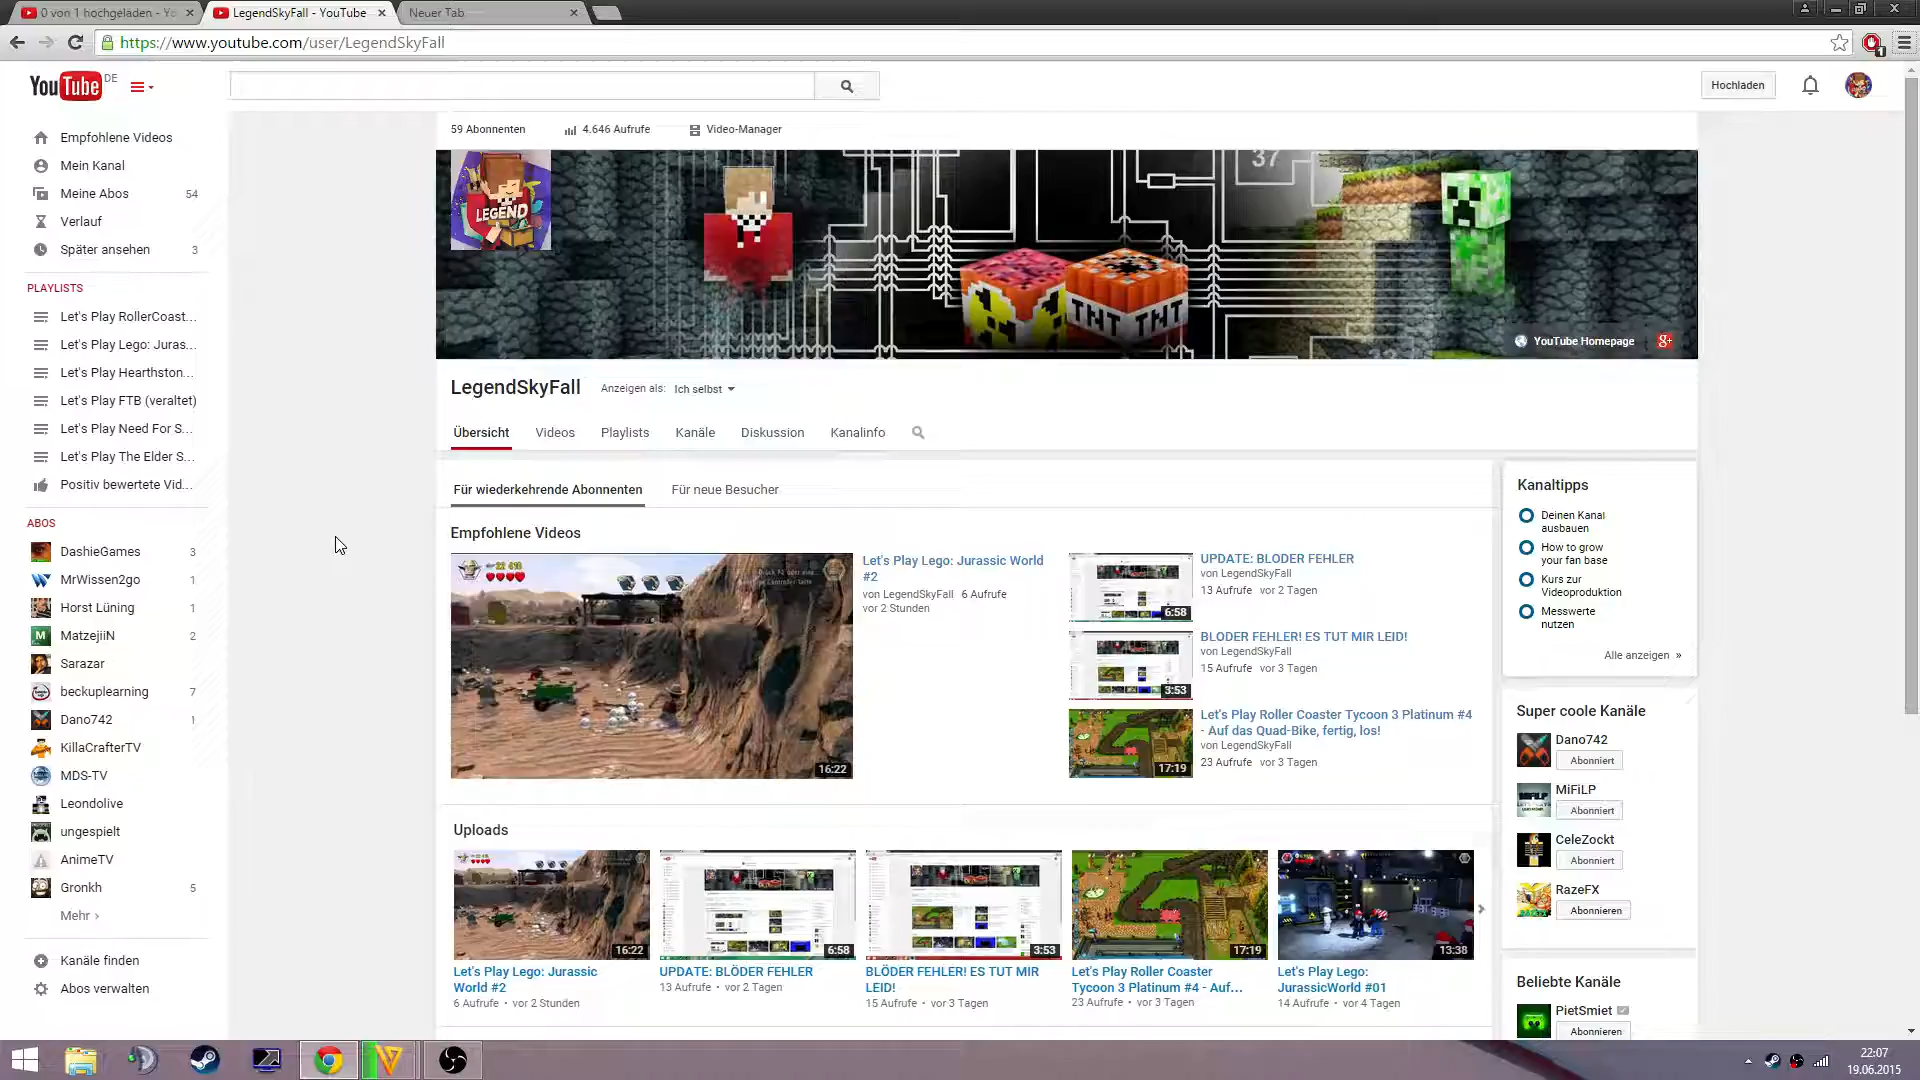 0 von 1 hochgeladen - Yo
LegendSkyFall - YouTube
Neuer Tab
https://www.youtube.com/user/LegendSkyFall
YouTube DE
Hochladen
Empfohlene Videos
Mein Kanal
Meine Abos 54
Verlauf
Später ansehen 3
PLAYLISTS
Let's Play RollerCoast...
Let's Play Lego: Juras...
Let's Play Hearthston...
Let's Play FTB (veraltet)
Let's Play Need For S...
Let's Play The Elder S...
Positiv bewertete Vid...
ABOS
DashieGames 3
MrWissen2go 1
Horst Lüning 1
MatzejiiN 2
Sarazar
beckuplearning 7
Dano742 1
KillaCrafterTV
MDS-TV
Leondolive
ungespielt
AnimeTV
Gronkh 5
Mehr ›
Kanäle finden
Abos verwalten
59 Abonnenten
4.646 Aufrufe
Video-Manager
LEGEND
37
TNT TNT
YouTube Homepage
g+
LegendSkyFall
Anzeigen als: Ich selbst
Übersicht
Videos
Playlists
Kanäle
Diskussion
Kanalinfo
Für wiederkehrende Abonnenten
Für neue Besucher
Empfohlene Videos
16:22
Let's Play Lego: Jurassic World
#2
von LegendSkyFall 6 Aufrufe
vor 2 Stunden
6:58
UPDATE: BLÖDER FEHLER
von LegendSkyFall
13 Aufrufe vor 2 Tagen
3:53
BLÖDER FEHLER! ES TUT MIR LEID!
von LegendSkyFall
15 Aufrufe vor 3 Tagen
17:19
Let's Play Roller Coaster Tycoon 3 Platinum #4
- Auf das Quad-Bike, fertig, los!
von LegendSkyFall
23 Aufrufe vor 3 Tagen
Uploads
16:22
Let's Play Lego: Jurassic
World #2
6 Aufrufe • vor 2 Stunden
6:58
UPDATE: BLÖDER FEHLER
13 Aufrufe • vor 2 Tagen
3:53
BLÖDER FEHLER! ES TUT MIR
LEID!
15 Aufrufe • vor 3 Tagen
17:19
Let's Play Roller Coaster
Tycoon 3 Platinum #4 - Auf...
23 Aufrufe • vor 3 Tagen
13:38
Let's Play Lego:
JurassicWorld #01
14 Aufrufe • vor 4 Tagen
Kanaltipps
Deinen Kanal
ausbauen
How to grow
your fan base
Kurs zur
Videoproduktion
Messwerte
nutzen
Alle anzeigen »
Super coole Kanäle
Dano742
Abonniert
MiFiLP
Abonniert
CeleZockt
Abonniert
RazeFX
Abonnieren
Beliebte Kanäle
PietSmiet
Abonnieren
22:07
19.06.2015